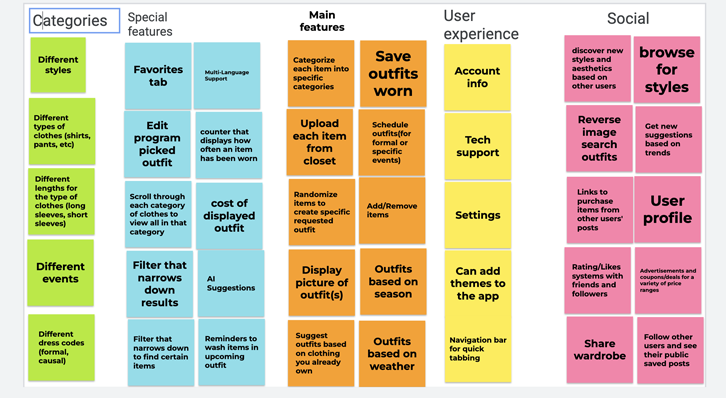 Categories
Different
styles
Different
types of
clothes (shirts,
pants, etc)
Different
lengths for
the type of
clothes (long
sleeves, short
sleeves)
Different
events
Different
dress codes
(formal,
causal)
Special
features
Favorites
tab
Multi-Language
Support
Edit
program
picked
outfit
counter that
displays how
often an item
has been worn
Scroll through
each category
of clothes to
view all in that
category
cost of
displayed
outfit
Filter that
narrows
down
results
AI
Suggestions
Filter that
narrows down
to find certain
items
Reminders to
wash items in
upcoming
outfit
Main
features
Categorize
each item into
specific
categories
Save
outfits
worn
Upload
each item
from
closet
Schedule
outfits(for
formal or
specific
events)
Randomize
items to
create specific
requested
outfit
Add/Remove
items
Display
picture of
outfit(s)
Outfits
based on
season
Suggest
outfits based
on clothing
you already
own
Outfits
based on
weather
User
experience
Account
info
Tech
support
Settings
Can add
themes to
the app
Navigation bar
for quick
tabbing
Social
discover new
styles and
aesthetics
based on
other users
browse
for
styles
Reverse
image
search
outfits
Get new
suggestions
based on
trends
Links to
purchase
items from
other users'
posts
User
profile
Rating/Likes
systems with
friends and
followers
Advertisements and
coupons/deals for a
variety of price
ranges
Share
wardrobe
Follow other
users and see
their public
saved posts